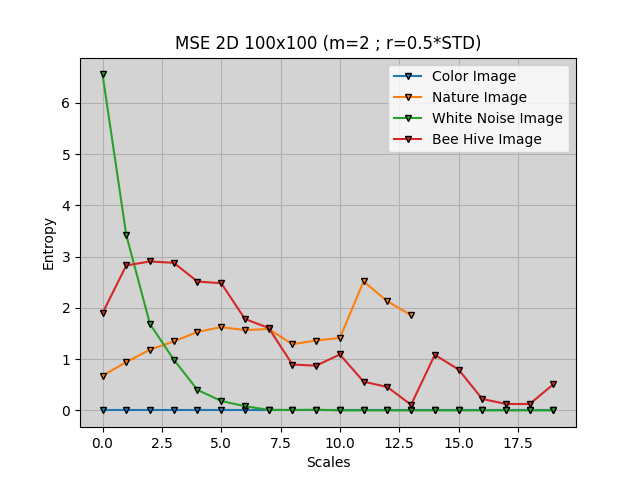 MSE 2D 100x100 (m=2 ; r=0.5*STD)
Color Image
Nature Image
White Noise Image
Bee Hive Image
Entropy
6
5
4
3
2
1
0
0.0 2.5 5.0 7.5 10.0 12.5 15.0 17.5
Scales